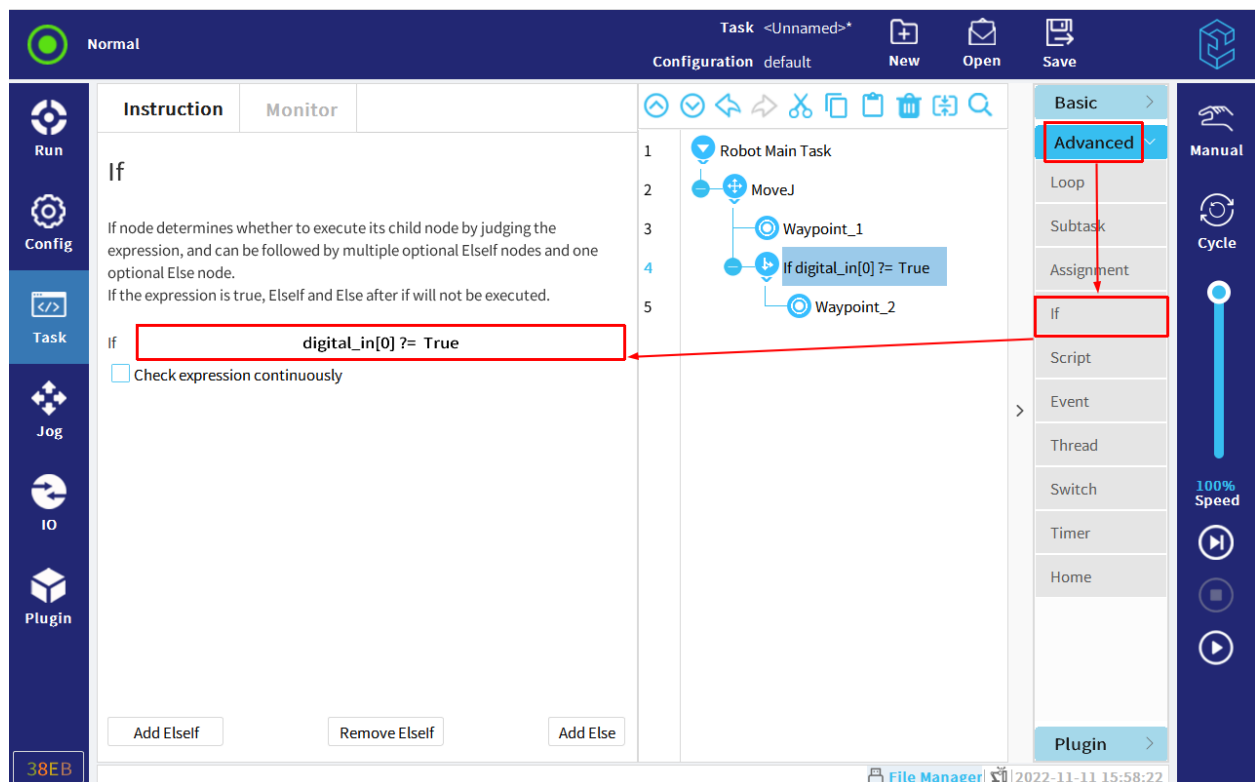 Normal
Task <Unnamed>*
Configuration default
New
Open
Save
Run
Config
Task
Jog
IO
Plugin
38EB
Instruction
Monitor
If
If node determines whether to execute its child node by judging the
expression, and can be followed by multiple optional ElseIf nodes and one
optional Else node.
If the expression is true, ElseIf and Else after if will not be executed.
If digital_in[0] ?= True
Check expression continuously
Add ElseIf
Remove ElseIf
Add Else
1 Robot Main Task
2 MoveJ
3 Waypoint_1
4 If digital_in[0] ?= True
5 Waypoint_2
Basic
Advanced
Loop
Subtask
Assignment
If
Script
Event
Thread
Switch
Timer
Home
Plugin
Manual
Cycle
100%
Speed
File Manager
2022-11-11 15:58:22